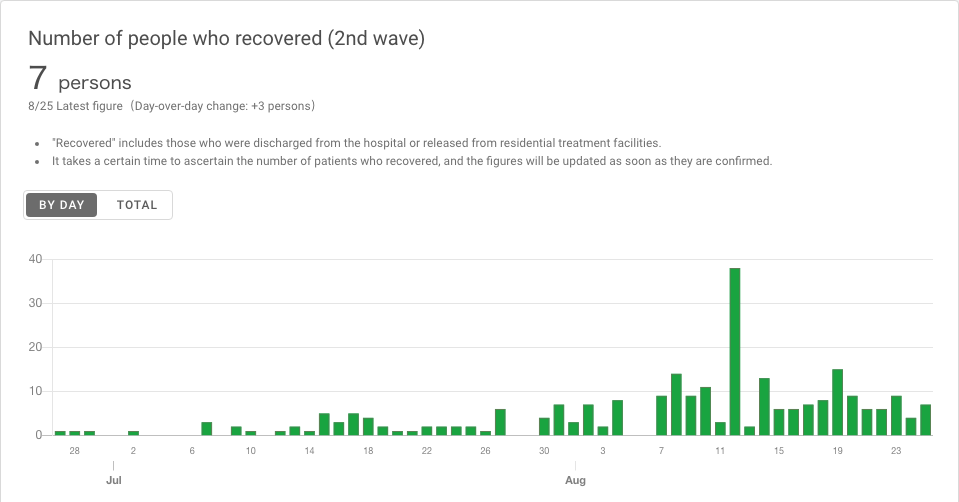 Number of people who recovered (2nd wave)
7 persons
8/25 Latest figure (Day-over-day change: +3 persons)
• "Recovered" includes those who were discharged from the hospital or released from residential treatment facilities.
• It takes a certain time to ascertain the number of patients who recovered, and the figures will be updated as soon as they are confirmed.
BY DAY TOTAL
40
30
20
10
0
28 2 6 10 14 18 22 26 30 3 7 11 15 19 23
Jul Aug